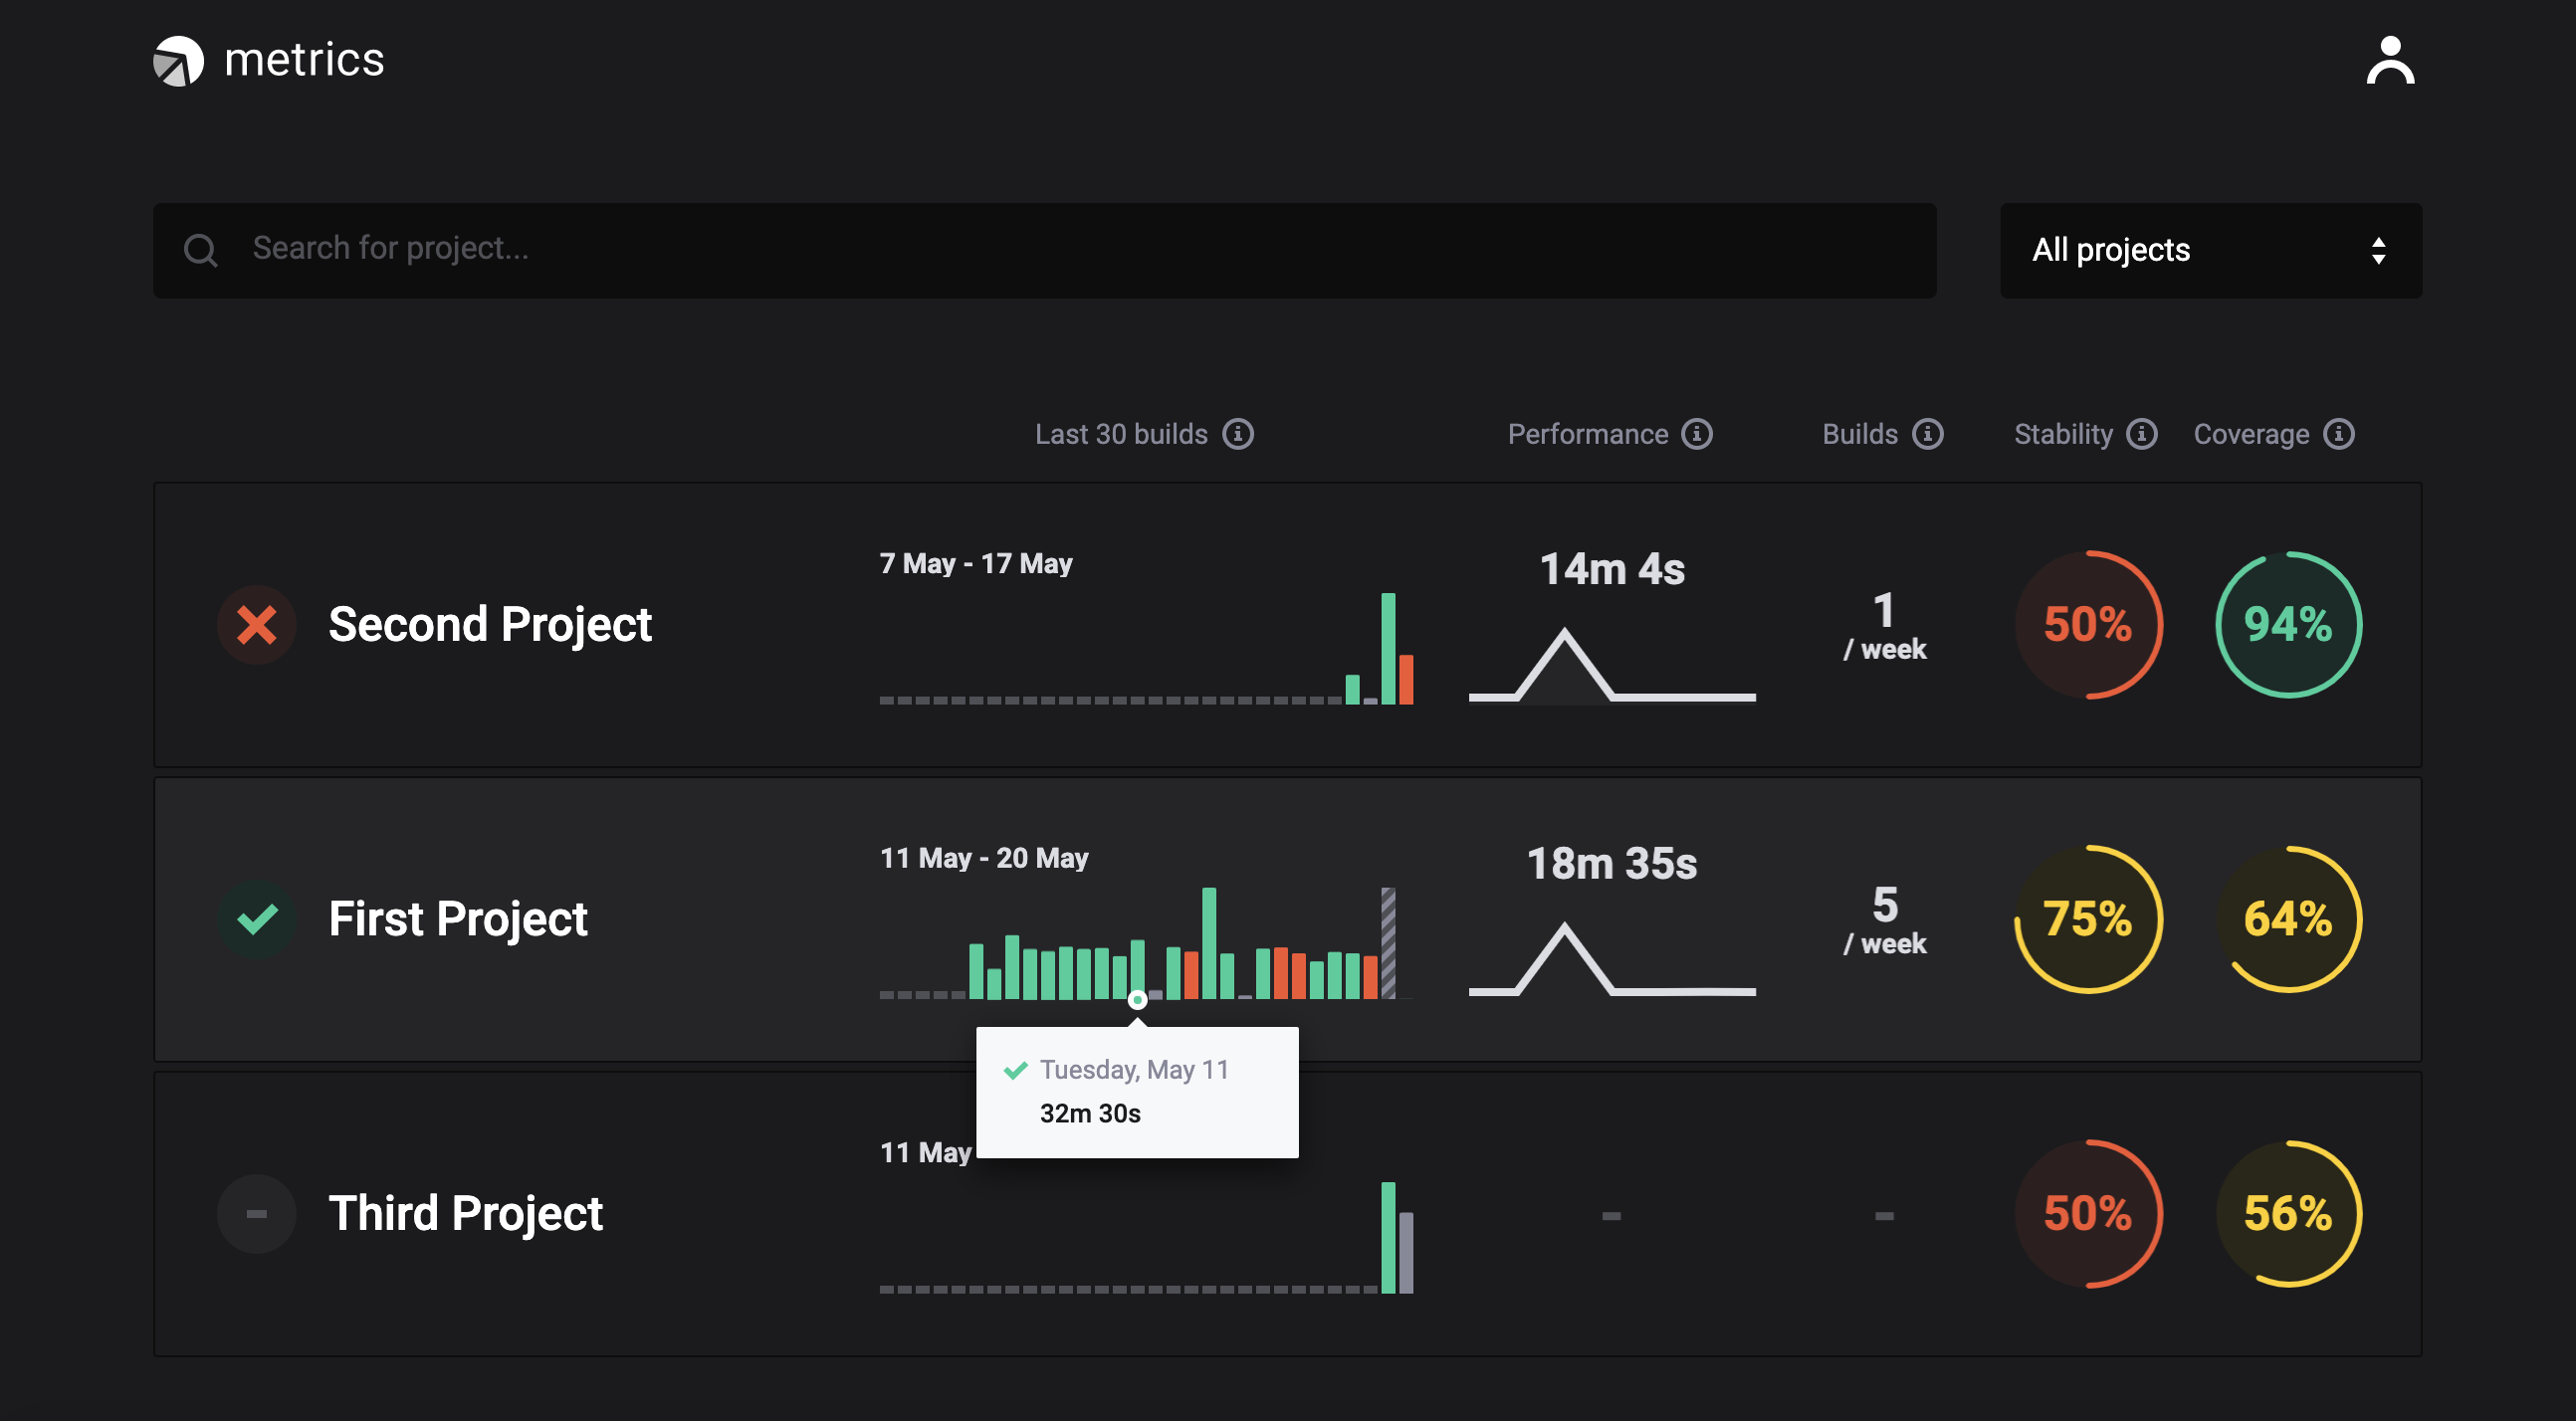 metrics
Search for project...
All projects
Last 30 builds
Performance
Builds
Stability
Coverage
Second Project
7 May - 17 May
14m 4s
1
/ week
50%
94%
First Project
11 May - 20 May
18m 35s
5
/ week
75%
64%
Tuesday, May 11
32m 30s
Third Project
11 May
-
-
50%
56%